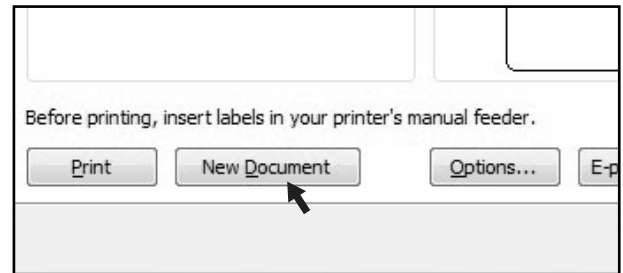 Before printing, insert labels in your printer's manual feeder.
Print New Document Options... E-p